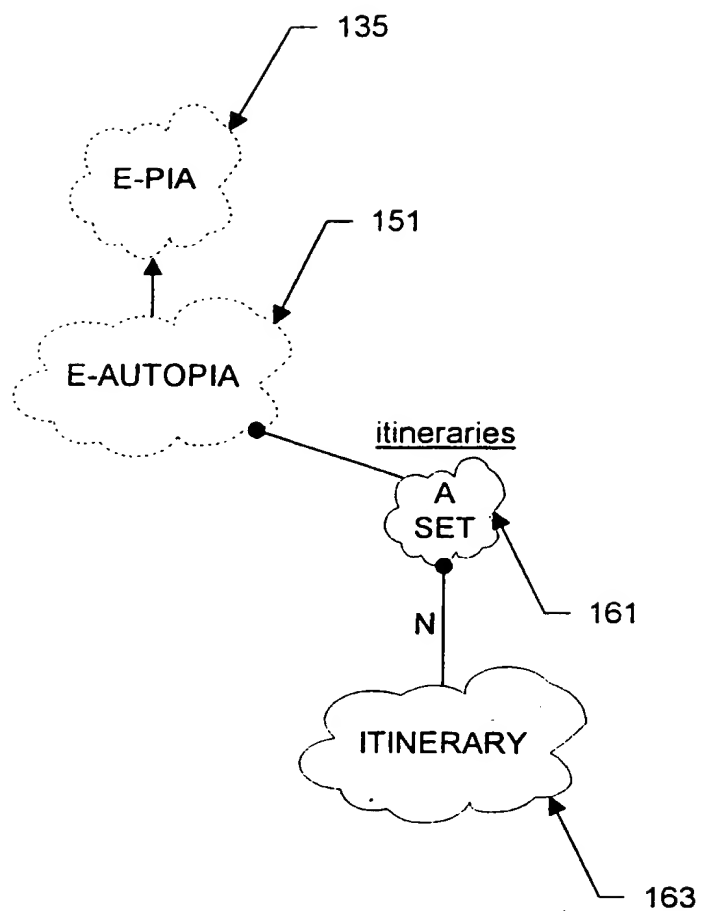 135
E-PIA
151
E-AUTOPIA
itineraries
A
SET
161
N
ITINERARY
163